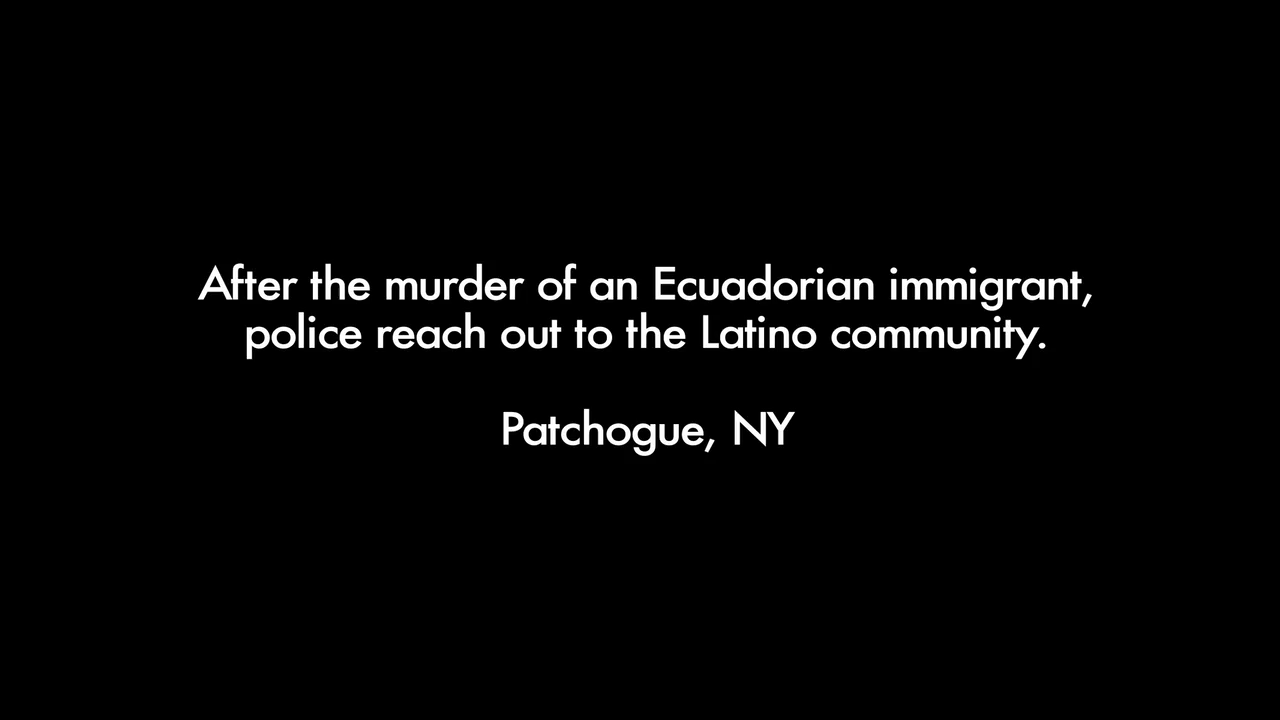 After the murder of an Ecuadorian immigrant,
police reach out to the Latino community.
Patchogue, NY